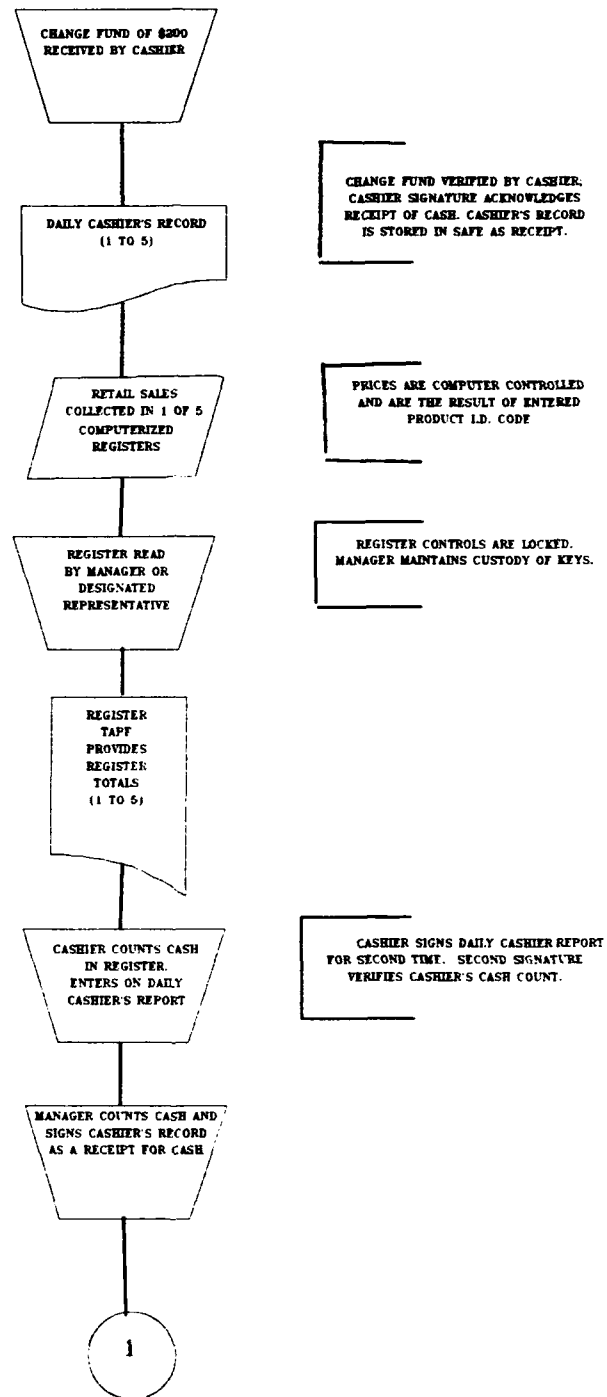 CHANGE FUND OF $200
RECEIVED BY CASHIER
CHANGE FUND VERIFIED BY CASHIER;
CASHIER SIGNATURE ACKNOWLEDGES
RECEIPT OF CASH. CASHIER'S RECORD
IS STORED IN SAFE AS RECEIPT.
DAILY CASHIER'S RECORD
(1 TO 5)
RETAIL SALES
COLLECTED IN 1 OF 5
COMPUTERIZED
REGISTERS
PRICES ARE COMPUTER CONTROLLED
AND ARE THE RESULT OF ENTERED
PRODUCT I.D. CODE
REGISTER READ
BY MANAGER OR
DESIGNATED
REPRESENTATIVE
REGISTER CONTROLS ARE LOCKED.
MANAGER MAINTAINS CUSTODY OF KEYS.
REGISTER
TAPE
PROVIDES
REGISTER
TOTALS
(1 TO 5)
CASHIER COUNTS CASH
IN REGISTER.
ENTERS ON DAILY
CASHIER'S REPORT
CASHIER SIGNS DAILY CASHIER REPORT
FOR SECOND TIME. SECOND SIGNATURE
VERIFIES CASHIER'S CASH COUNT.
MANAGER COUNTS CASH AND
SIGNS CASHIER'S RECORD
AS A RECEIPT FOR CASH
1